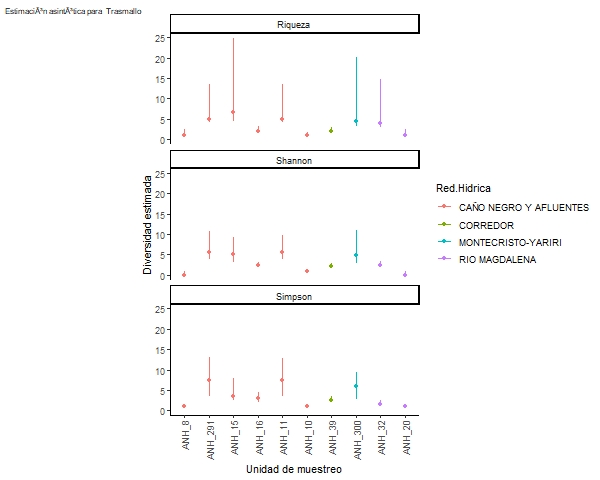 EstimaciÃ³n asintÃ³tica para Trasmallo
Riqueza
25
20
15
10
5
0
Shannon
25
20
15
10
5
0
Simpson
25
20
15
10
5
0
Diversidad estimada
ANH_8
ANH_291
ANH_15
ANH_16
ANH_11
ANH_10
ANH_39
ANH_300
ANH_32
ANH_20
Unidad de muestreo
Red.Hidrica
CAÑO NEGRO Y AFLUENTES
CORREDOR
MONTECRISTO-YARIRI
RIO MAGDALENA